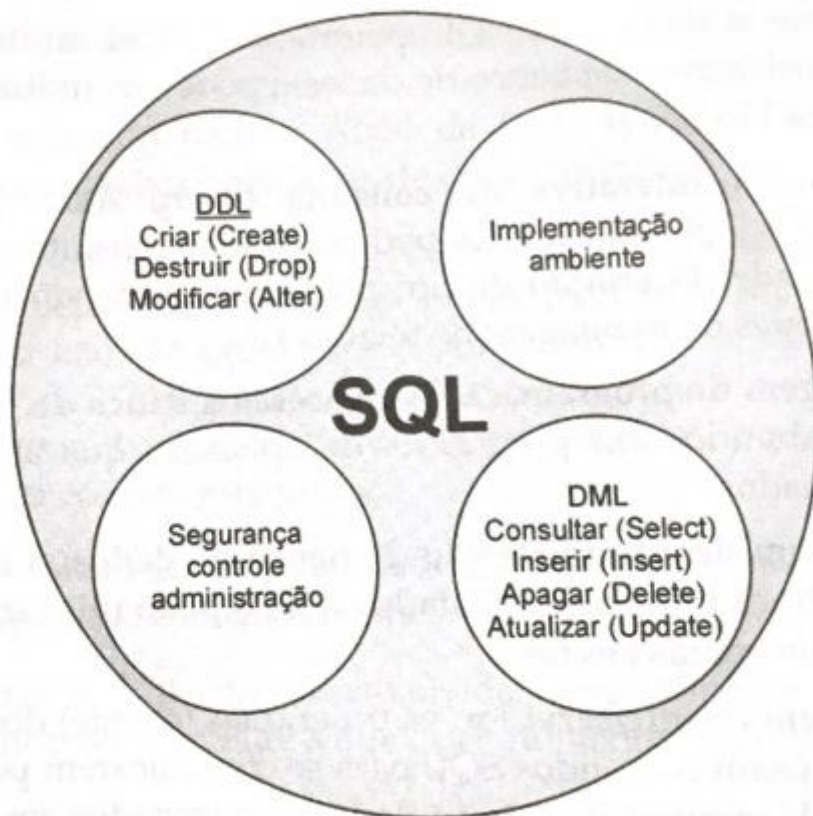 DDL
Criar (Create)
Destruir (Drop)
Modificar (Alter)
Implementação
ambiente
SQL
Segurança
controle
administração
DML
Consultar (Select)
Inserir (Insert)
Apagar (Delete)
Atualizar (Update)